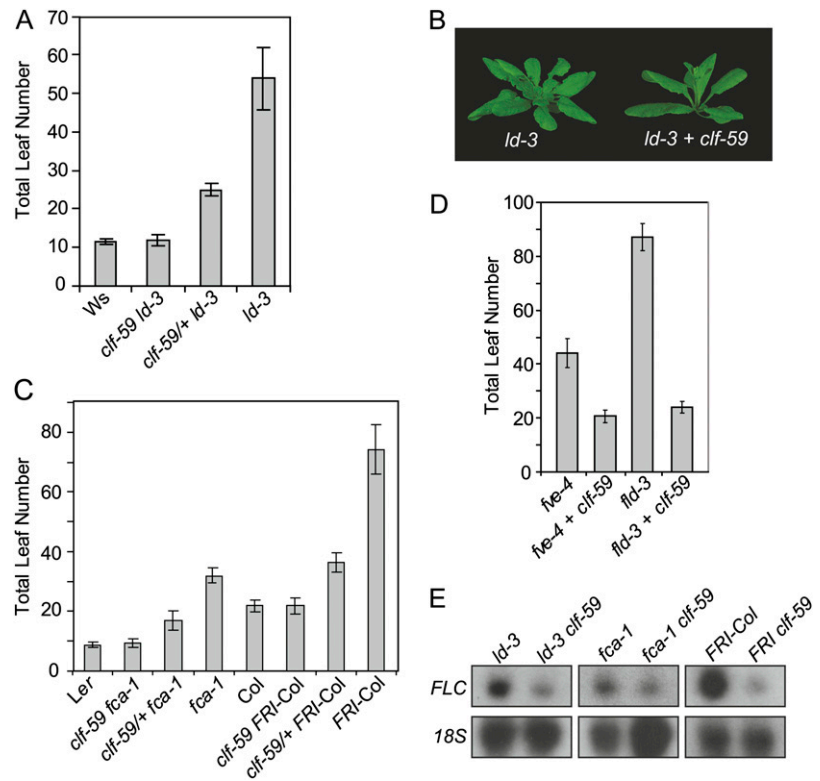 A
Total Leaf Number
70
60
50
40
30
20
10
0
Ws
clf-59 ld-3
clf-59/+ ld-3
ld-3
B
ld-3
ld-3 + clf-59
C
Total Leaf Number
80
60
40
20
0
Ler
clf-59 fca-1
clf-59/+ fca-1
fca-1
Col
clf-59 FRI-Col
clf-59/+ FRI-Col
FRI-Col
D
Total Leaf Number
100
80
60
40
20
0
fve-4
fve-4 + clf-59
fld-3
fld-3 + clf-59
E
ld-3
ld-3 clf-59
fca-1
fca-1 clf-59
FRI-Col
FRI clf-59
FLC
18S